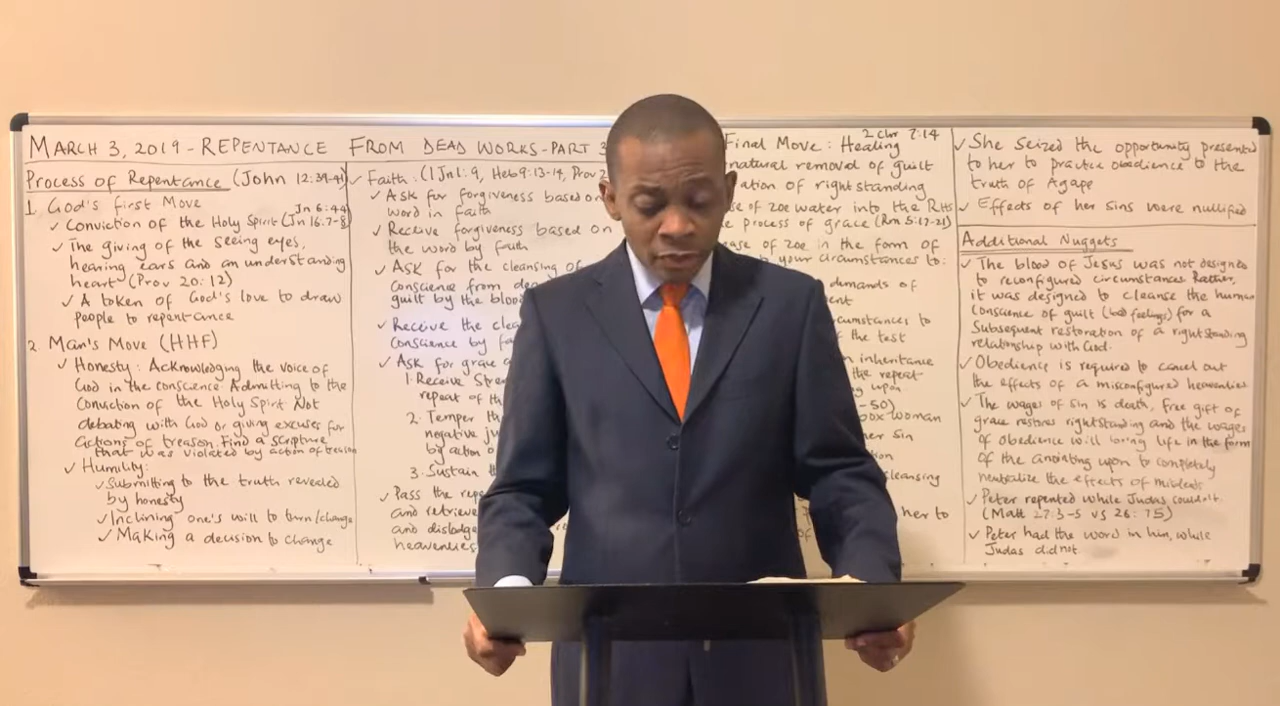 MARCH 3, 2019 - REPENTANCE FROM DEAD WORKS - PART 3
Process of Repentance (John 12:39-41)
1. God's first Move Jn 6:44
✓ Conviction of the Holy Spirit (Jn 16:7-8)
✓ The giving of the seeing eyes,
hearing ears and an understanding
heart (Prov 20:12)
✓ A token of God's love to draw
people to repentance
2. Man's Move (HHF)
✓ Honesty: Acknowledging the voice of
God in the conscience. Admitting to the
Conviction of the Holy Spirit. Not
debating with God or giving excuses for
actions of treason. Find a scripture
that was violated by action of treason
✓ Humility:
✓ Submitting to the truth revealed
by honesty
✓ Inclining one's will to turn/change
✓ Making a decision to change
✓ Faith: (1 Jn 1:9, Heb 9:13-14, Prov 2
✓ Ask for forgiveness based on
word in faith
✓ Receive forgiveness based on
the word by faith
✓ Ask for the cleansing of
Conscience from
guilt by the blood
✓ Receive the
Conscience by
✓ Ask for grace
1. Receive
repeat of
2. Temper
negative
by action
3. Sustain
✓ Pass the
and
and
heavenlies
Final Move: Healing 2 chr 7:14
natural removal of guilt
of rightstanding
of zoe water into the RHS
process of grace (Rm 5:17-21)
of zoe in the form of
your circumstances to:
demands of
circumstances to
the test
inheritance
the repeat
upon
-50)
box woman
her sin
cleansing
her to
of
✓ She seized the opportunity presented
to her to practice obedience to the
truth of Agape
✓ Effects of her sins were nullified
Additional Nuggets
✓ The blood of Jesus was not designed
to reconfigured circumstances. Rather,
it was designed to cleanse the human
Conscience of guilt (bad feelings) for a
Subsequent restoration of a rightstanding
relationship with God.
✓ Obedience is required to cancel out
the effects of a misconfigured heavenlies
✓ The wages of sin is death, free gift of
grace restores rightstanding and the wages
of obedience will bring life in the form
of the anointing upon to completely
neutralize the effects of misdeeds
✓ Peter repented while Judas couldn't.
(Matt 27:3-5 vs 26:75)
✓ Peter had the word in him, while
Judas did not